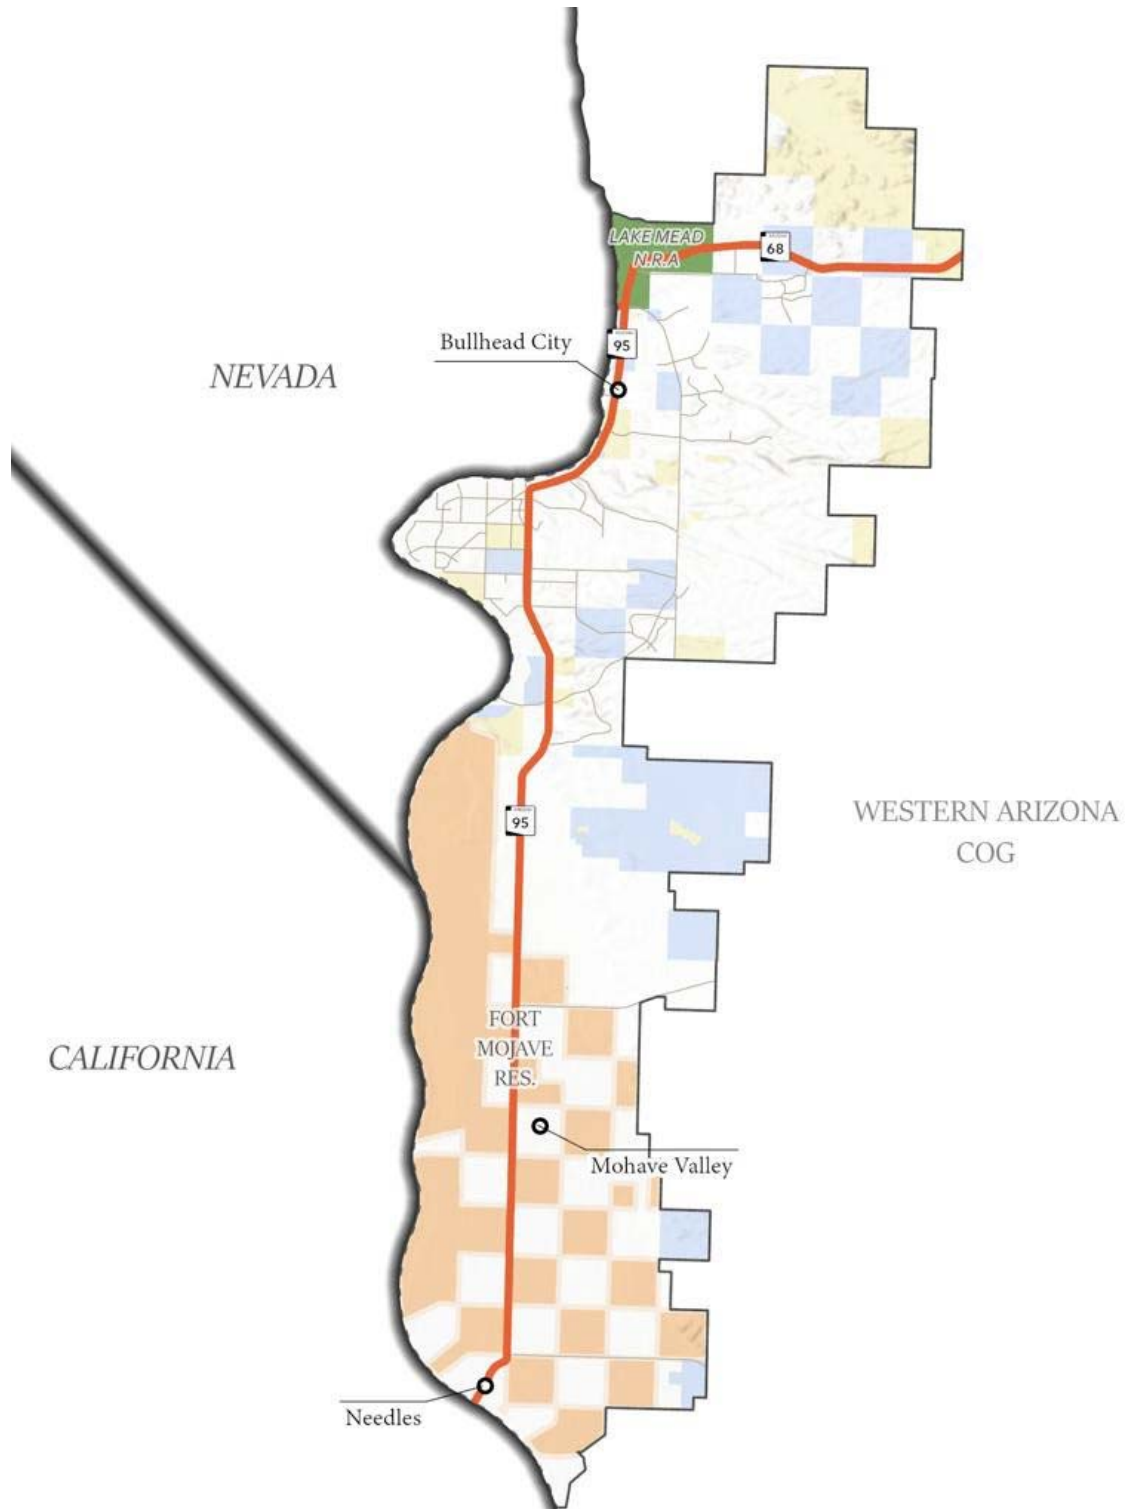 LAKE MEAD
N.R.A
68
95
Bullhead City
NEVADA
95
WESTERN ARIZONA
COG
FORT
MOJAVE
RES.
CALIFORNIA
Mohave Valley
Needles